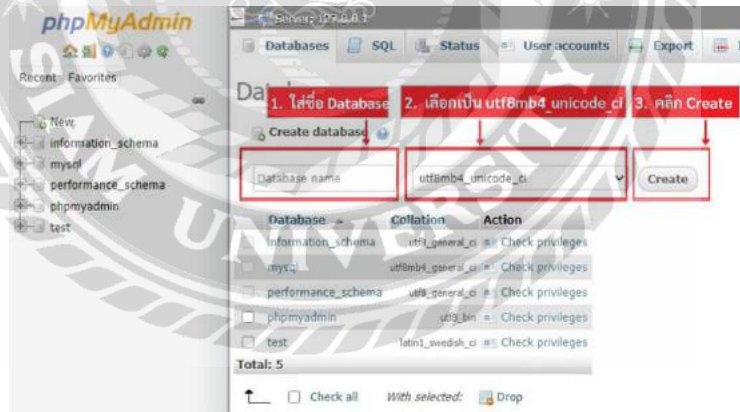 phpMyAdmin
Recent Favorites
New
information_schema
mysql
performance_schema
phpmyadmin
test
Server: 127.0.0.1
Databases SQL Status User accounts Export
1. ใส่ชื่อ Database 2. เลือกเป็น utf8mb4_unicode_ci 3. คลิก Create
Create database
Database name utf8mb4_unicode_ci Create
Database Collation Action
information_schema utf8_general_ci Check privileges
mysql utf8mb4_general_ci Check privileges
performance_schema utf8_general_ci Check privileges
phpmyadmin utf8_bin Check privileges
test latin1_swedish_ci Check privileges
Total: 5
Check all With selected: Drop
SIAM UNIVERSITY